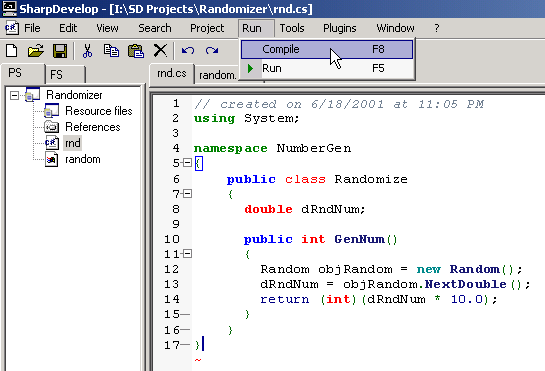 SharpDevelop - [I:\SD Projects\Randomizer\rnd.cs]
File Edit View Search Project Run Tools Plugins Window ?
Compile F8
Run F5
PS FS
rnd.cs random.
Randomizer
Resource files
References
C# rnd
random
1 // created on 6/18/2001 at 11:05 PM
2 using System;
3
4 namespace NumberGen
5 {
6 public class Randomize
7 {
8 double dRndNum;
9
10 public int GenNum()
11 {
12 Random objRandom = new Random();
13 dRndNum = objRandom.NextDouble();
14 return (int)(dRndNum * 10.0);
15 }
16 }
17 }
~